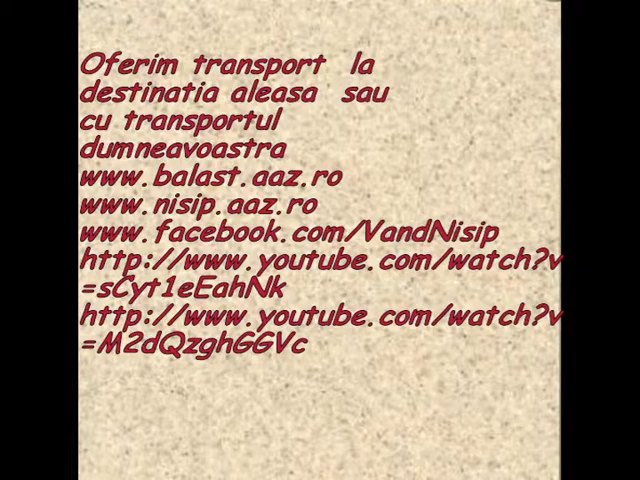 Oferim transport la
destinatia aleasa sau
cu transportul
dumneavoastra
www.balast.aaz.ro
www.nisip.aaz.ro
www.facebook.com/VandNisip
http://www.youtube.com/watch?v
=sCyt1eEahNk
http://www.youtube.com/watch?v
=M2dQzghGGVc